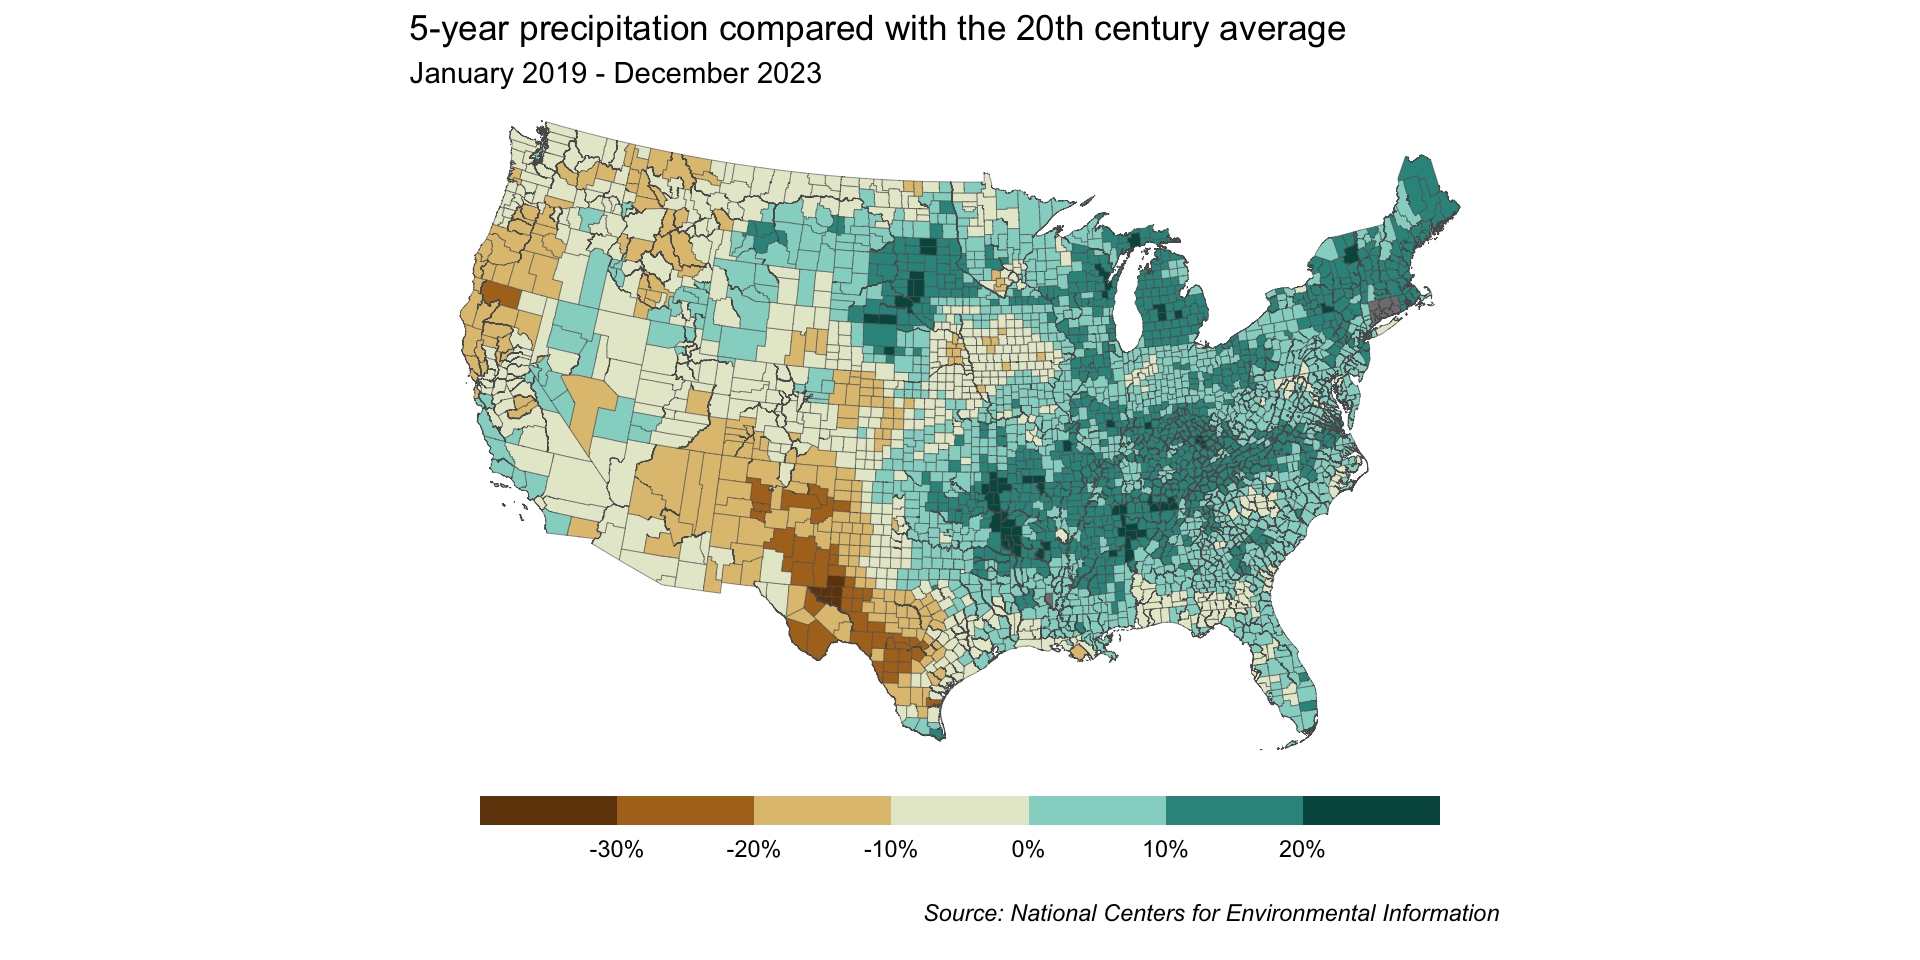 5-year precipitation compared with the 20th century average
January 2019 - December 2023
-30% -20% -10% 0% 10% 20%
Source: National Centers for Environmental Information